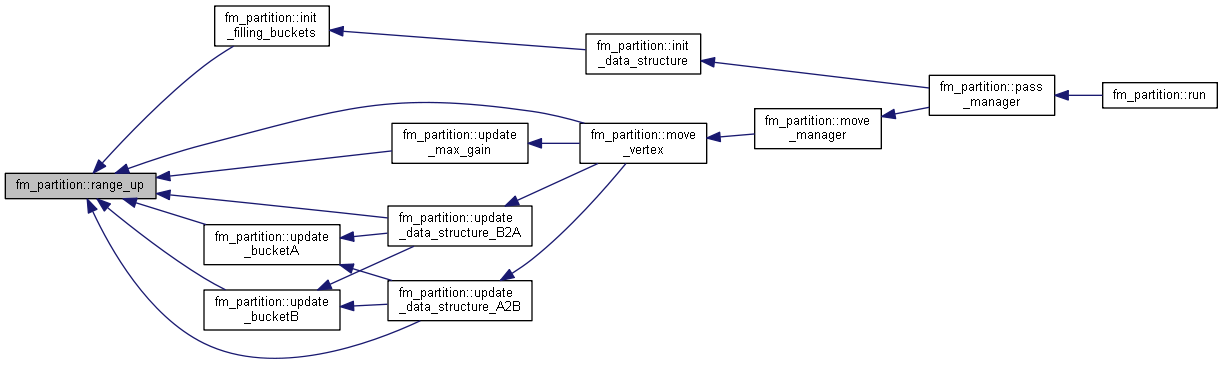 fm_partition::init
_filling_buckets
fm_partition::init
_data_structure
fm_partition::pass
_manager
fm_partition::run
fm_partition::move
_manager
fm_partition::update
_max_gain
fm_partition::move
_vertex
fm_partition::range_up
fm_partition::update
_data_structure_B2A
fm_partition::update
_bucketA
fm_partition::update
_data_structure_A2B
fm_partition::update
_bucketB